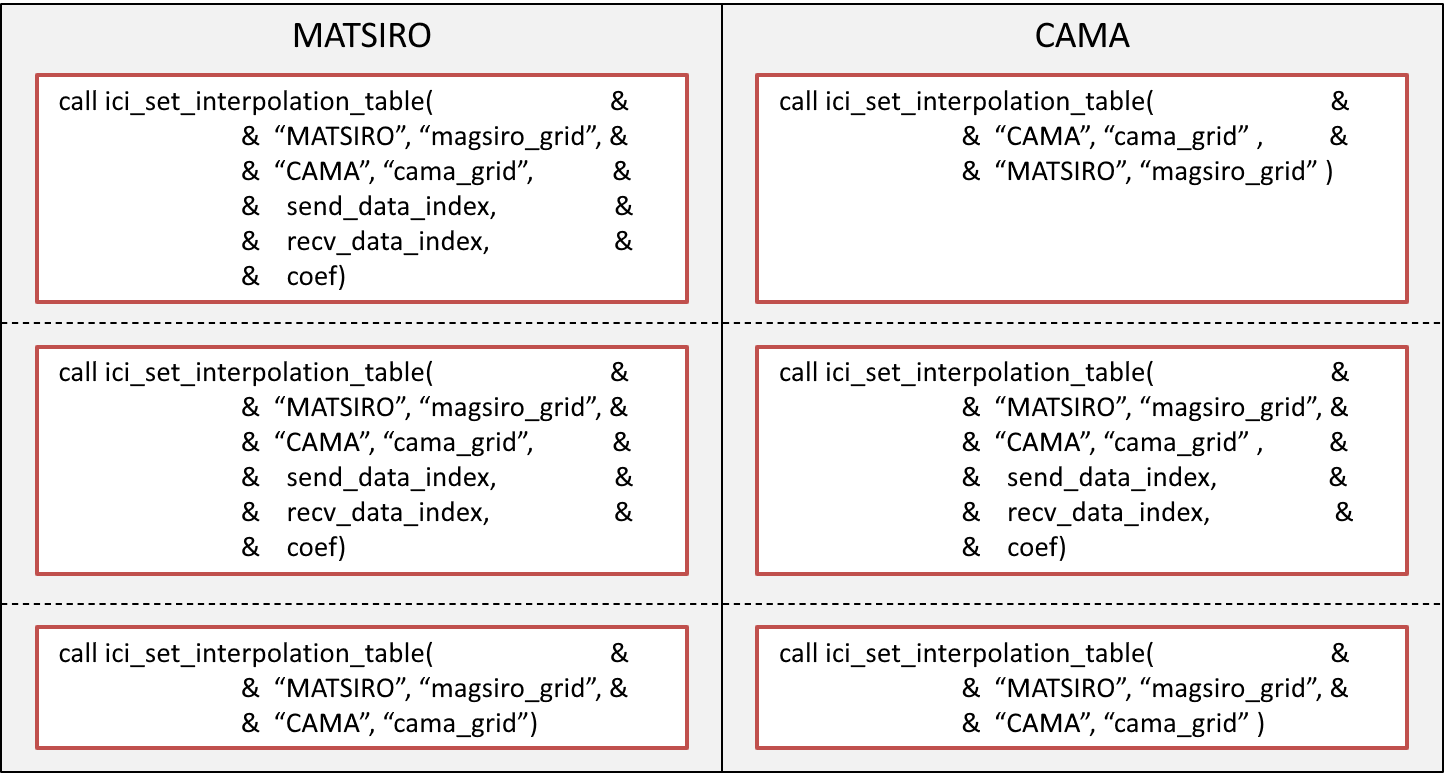 MATSIRO
call ici_set_interpolation_table( &
& “MATSIRO”, “magsiro_grid”, &
& “CAMA”, “cama_grid”, &
& send_data_index, &
& recv_data_index, &
& coef)
CAMA
call ici_set_interpolation_table( &
& “CAMA”, “cama_grid” , &
& “MATSIRO”, “magsiro_grid” )
call ici_set_interpolation_table( &
& “MATSIRO”, “magsiro_grid”, &
& “CAMA”, “cama_grid”, &
& send_data_index, &
& recv_data_index, &
& coef)
call ici_set_interpolation_table( &
& “MATSIRO”, “magsiro_grid”, &
& “CAMA”, “cama_grid” , &
& send_data_index, &
& recv_data_index, &
& coef)
call ici_set_interpolation_table( &
& “MATSIRO”, “magsiro_grid”, &
& “CAMA”, “cama_grid”)
call ici_set_interpolation_table( &
& “MATSIRO”, “magsiro_grid”, &
& “CAMA”, “cama_grid” )